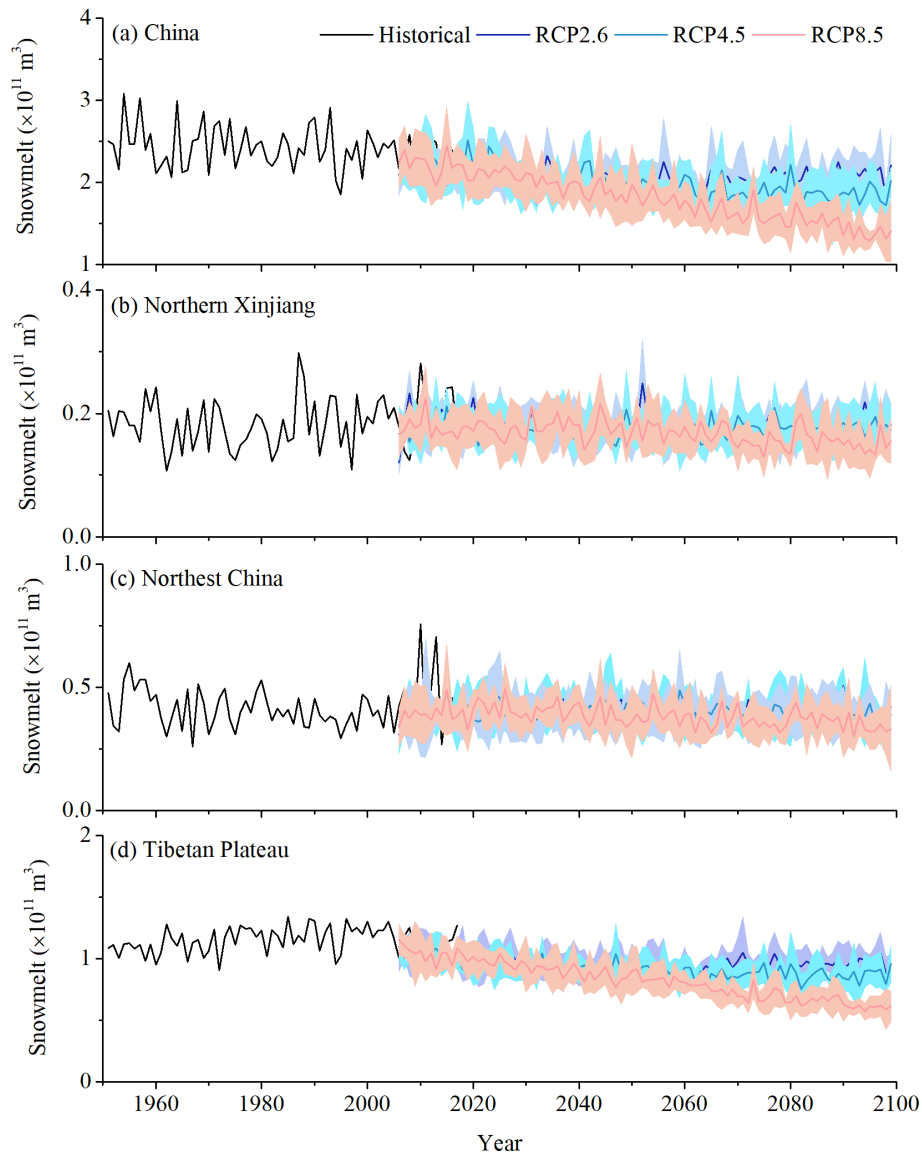 (a) China
Historical RCP2.6 RCP4.5 RCP8.5
4
3
2
1
Snowmelt (×10¹¹ m³)
(b) Northern Xinjiang
0.4
0.2
0.0
Snowmelt (×10¹¹ m³)
(c) Northest China
1.0
0.5
0.0
Snowmelt (×10¹¹ m³)
(d) Tibetan Plateau
2
1
0
Snowmelt (×10¹¹ m³)
1960 1980 2000 2020 2040 2060 2080 2100
Year